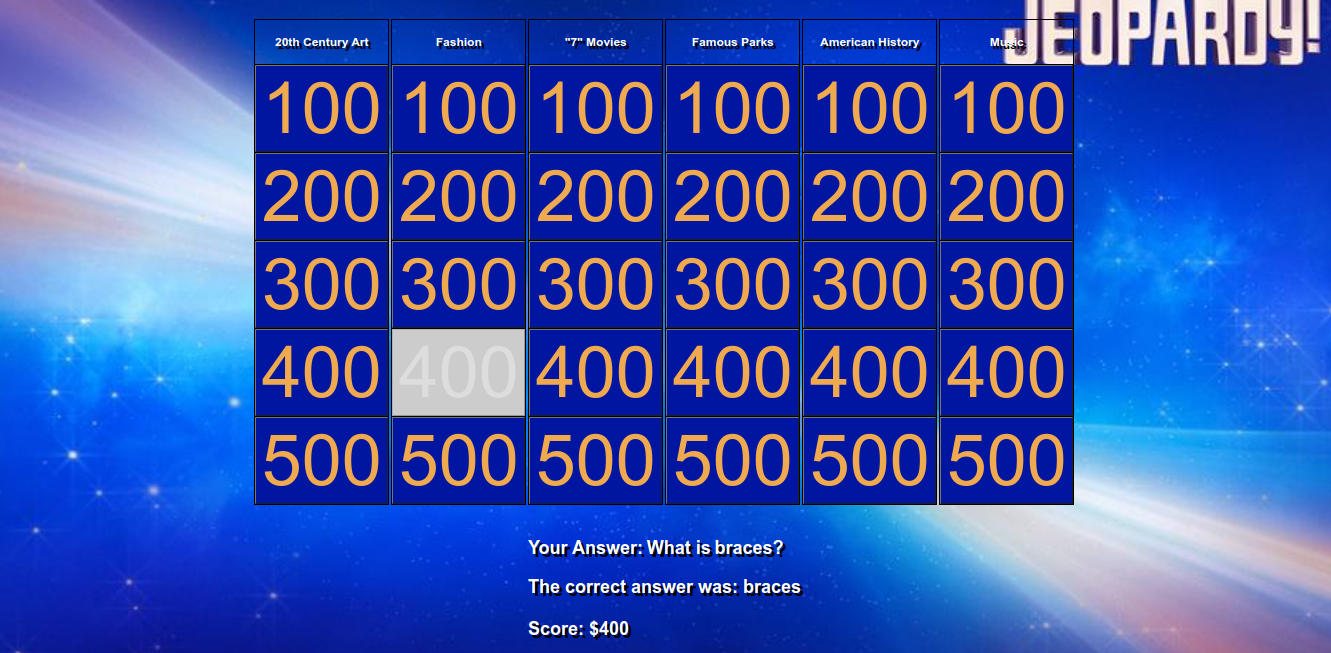 JEOPARDY!
20th Century Art Fashion "7" Movies Famous Parks American History Music
100 100 100 100 100 100
200 200 200 200 200 200
300 300 300 300 300 300
400 400 400 400 400 400
500 500 500 500 500 500
Your Answer: What is braces?
The correct answer was: braces
Score: $400